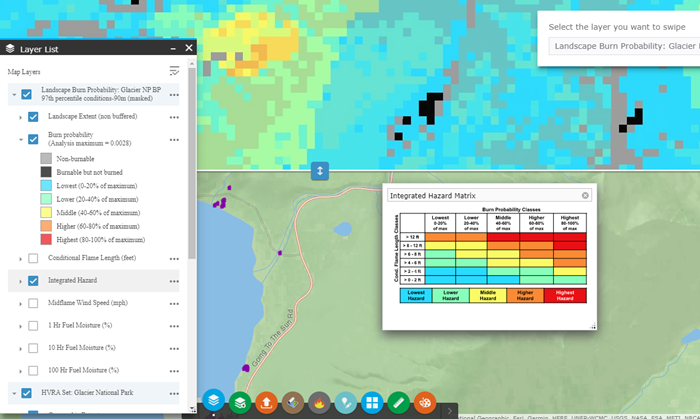 Layer List
Map Layers
Landscape Burn Probability: Glacier NP BP
97th percentile conditions-90m (masked)
Landscape Extent (non buffered)
Burn probability
(Analysis maximum = 0.0028)
Non-burnable
Burnable but not burned
Lowest (0-20% of maximum)
Lower (20-40% of maximum)
Middle (40-60% of maximum)
Higher (60-80% of maximum)
Highest (80-100% of maximum)
Conditional Flame Length (feet)
Integrated Hazard
Midflame Wind Speed (mph)
1 Hr Fuel Moisture (%)
10 Hr Fuel Moisture (%)
100 Hr Fuel Moisture (%)
HVRA Set: Glacier National Park
Select the layer you want to swipe
Landscape Burn Probability: Glacier
Going To The Sun Rd
Integrated Hazard Matrix
Burn Probability Classes
Cond. Flame Length Classes
Lowest Lower Middle Higher Highest
0-20% 20-40% 40-60% 60-80% 80-100%
of max of max of max of max of max
> 12 ft
> 8 - 12 ft
> 6 - 8 ft
> 4 - 6 ft
> 2 - 4 ft
> 0 - 2 ft
Lowest Lower Middle Higher Highest
Hazard Hazard Hazard Hazard Hazard
National Geographic, Esri, Garmin, HERE, UNEP-WCMC, USGS, NASA, ESA, METI, NRCAN